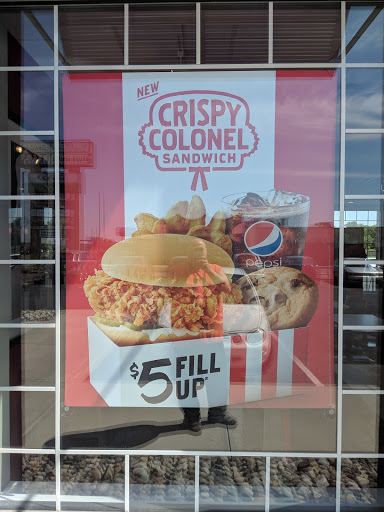 NEW
CRISPY
COLONEL
SANDWICH
pepsi
$5 FILL
UP